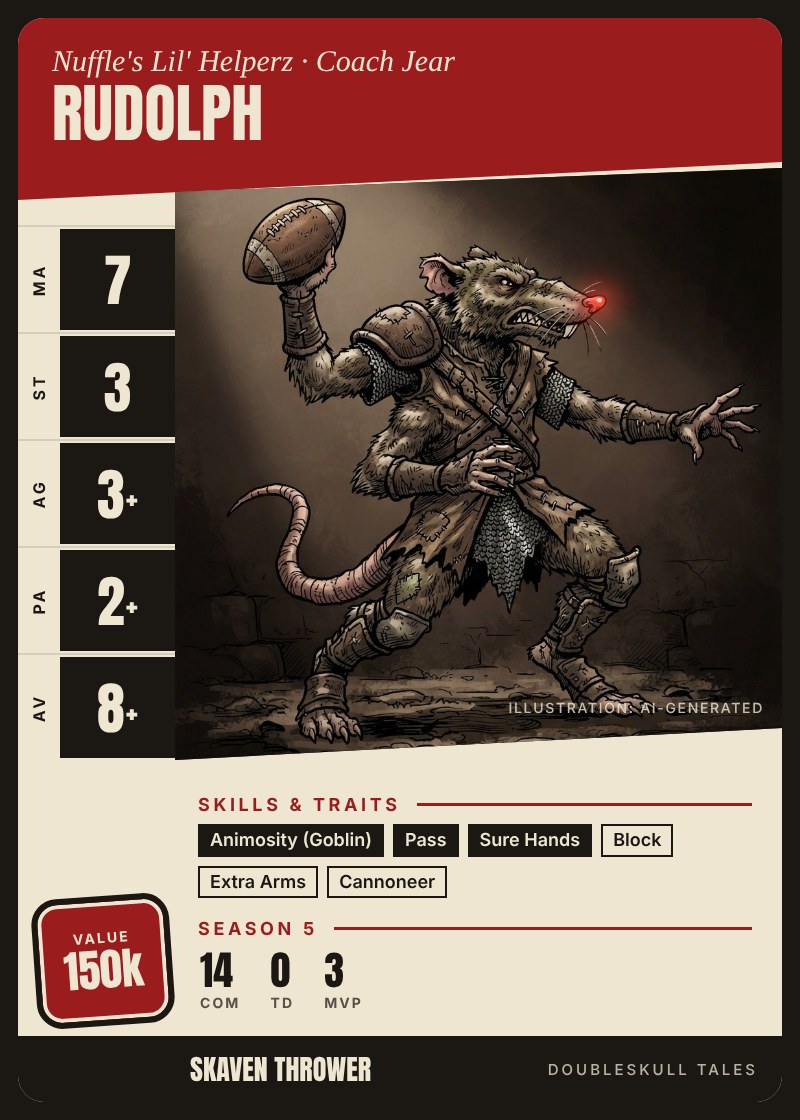 Nuffle's Lil' Helperz · Coach Jear
RUDOLPH
MA
7
ST
3
AG
3+
PA
2+
AV
8+
ILLUSTRATION: AI-GENERATED
SKILLS & TRAITS
Animosity (Goblin) Pass Sure Hands Block
Extra Arms Cannoneer
VALUE
150k
SEASON 5
14 0 3
COM TD MVP
SKAVEN THROWER
DOUBLESKULL TALES